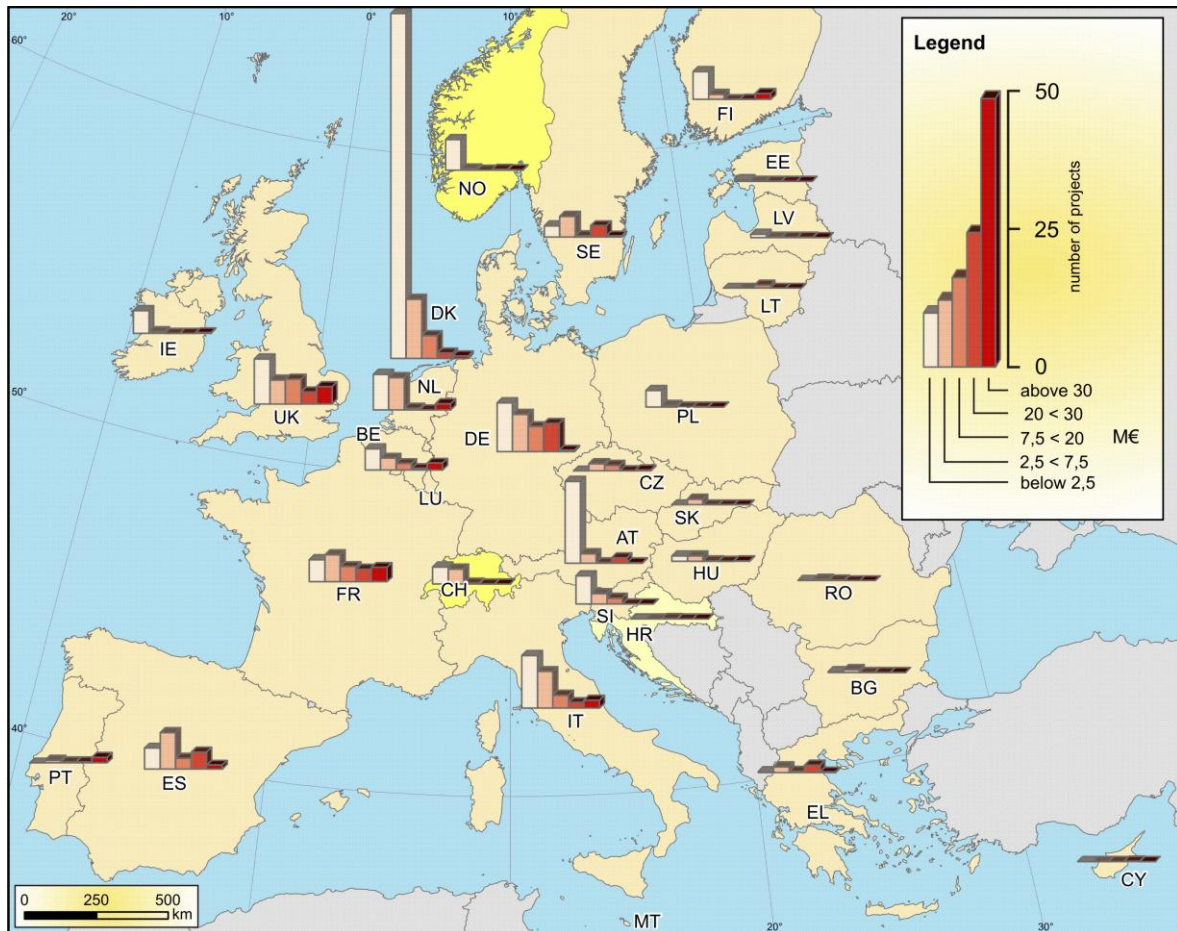 20°
10°
0°
10°
60°
Legend
50
FI
EE
NO
LV
25
number of projects
SE
LT
DK
IE
0
50°
NL
PL
above 30
UK
20 < 30
BE
DE
7,5 < 20
M€
CZ
2,5 < 7,5
LU
below 2,5
SK
AT
HU
FR
CH
RO
SI
HR
BG
IT
40°
PT
ES
EL
0 250 500
km
CY
MT
20°
30°